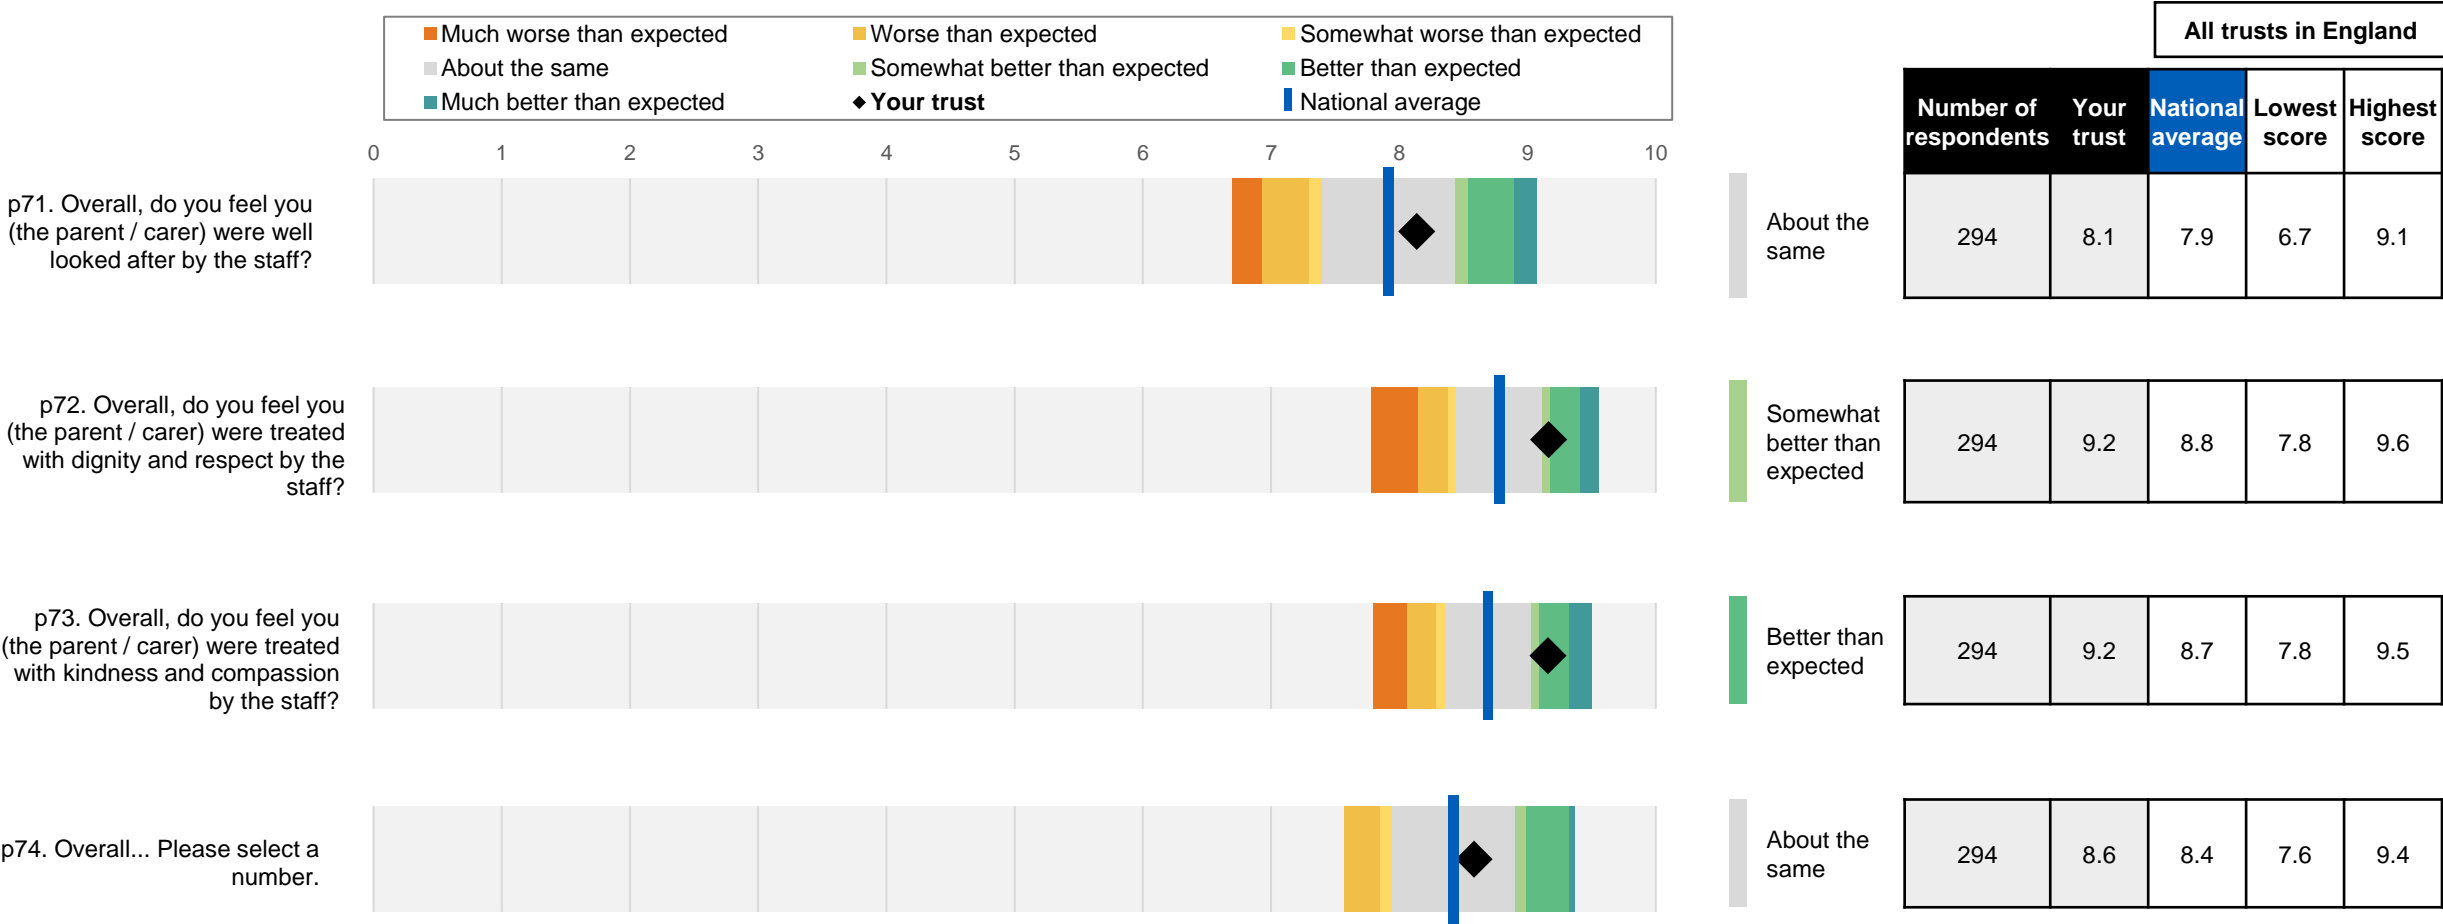 All trusts in England
Much worse than expected
Worse than expected
Somewhat worse than expected
About the same
Somewhat better than expected
Better than expected
Much better than expected
Your trust
National average
Number of
respondents
Your
trust
National
average
Lowest
score
Highest
score
0 1 2 3 4 5 6 7 8 9 10
p71. Overall, do you feel you
(the parent / carer) were well
looked after by the staff?
About the
same
294 8.1 7.9 6.7 9.1
p72. Overall, do you feel you
(the parent / carer) were treated
with dignity and respect by the
staff?
Somewhat
better than
expected
294 9.2 8.8 7.8 9.6
p73. Overall, do you feel you
(the parent / carer) were treated
with kindness and compassion
by the staff?
Better than
expected
294 9.2 8.7 7.8 9.5
p74. Overall... Please select a
number.
About the
same
294 8.6 8.4 7.6 9.4